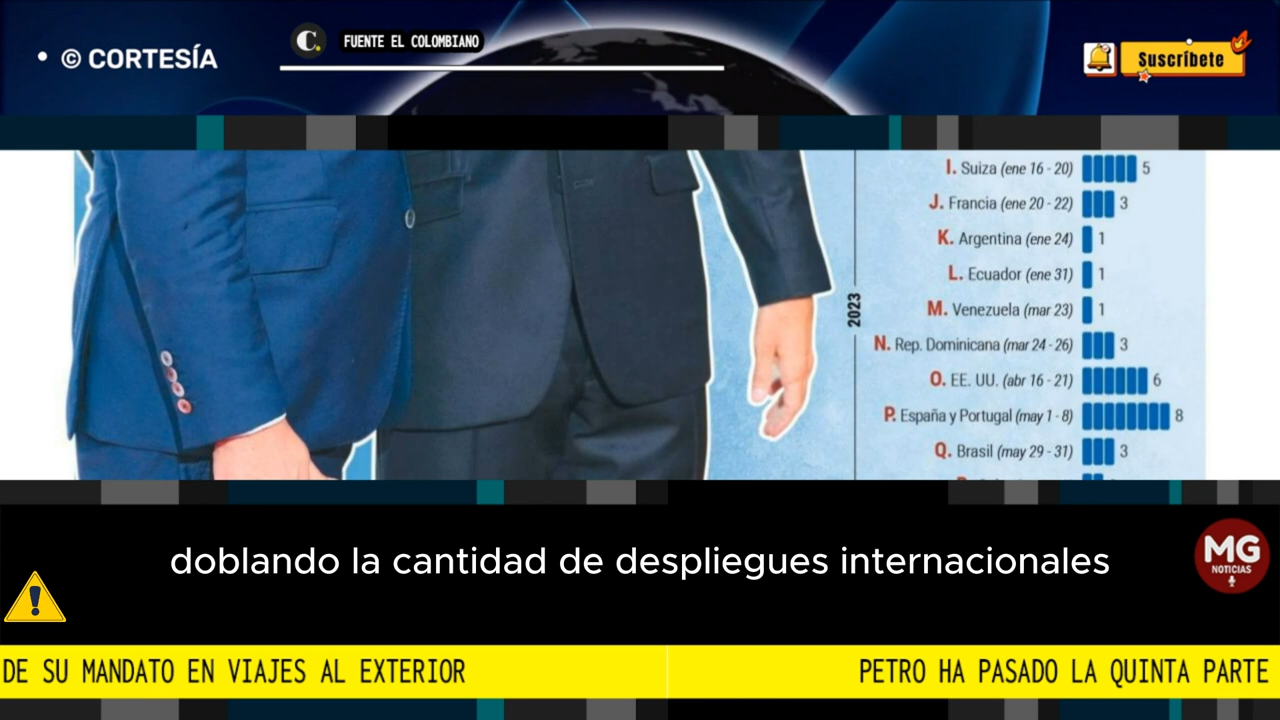 • © CORTESÍA
C.
FUENTE EL COLOMBIANO
Suscríbete
I. Suiza (ene 16 - 20) 5
J. Francia (ene 20 - 22) 3
K. Argentina (ene 24) 1
L. Ecuador (ene 31) 1
M. Venezuela (mar 23) 1
2023
N. Rep. Dominicana (mar 24 - 26) 3
O. EE. UU. (abr 16 - 21) 6
P. España y Portugal (may 1 - 8) 8
Q. Brasil (may 29 - 31) 3
doblando la cantidad de despliegues internacionales
MG
NOTICIAS
DE SU MANDATO EN VIAJES AL EXTERIOR
PETRO HA PASADO LA QUINTA PARTE